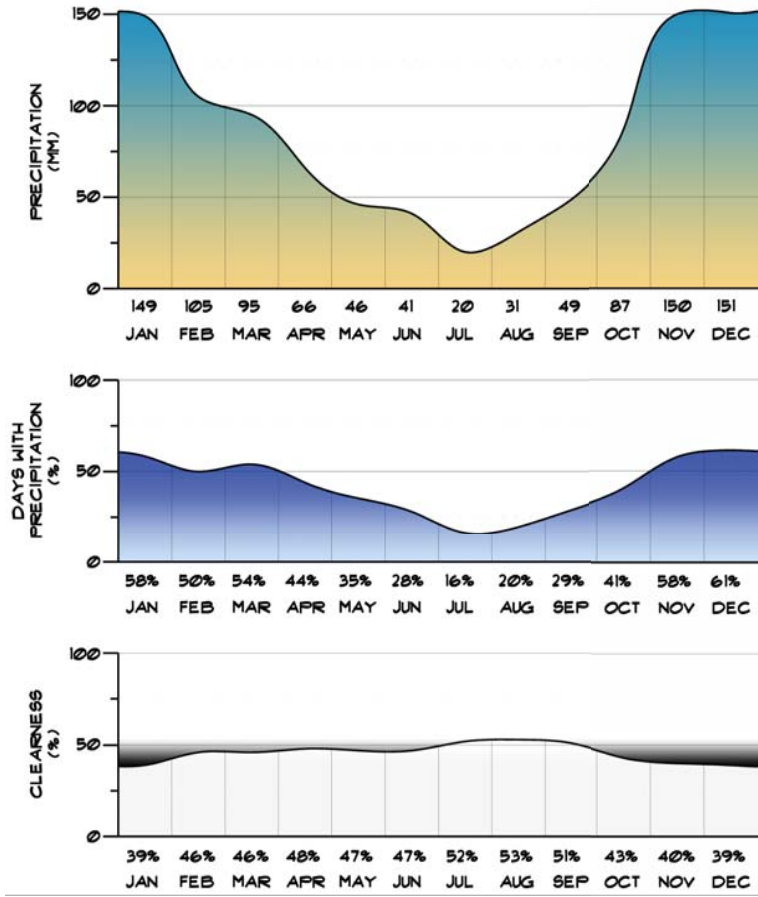 PRECIPITATION
(MM)
150
100
50
0
149 105 95 66 46 41 20 31 49 87 150 151
JAN FEB MAR APR MAY JUN JUL AUG SEP OCT NOV DEC
DAYS WITH
PRECIPITATION
(%)
100
50
0
58% 50% 54% 44% 35% 28% 16% 20% 29% 41% 58% 61%
JAN FEB MAR APR MAY JUN JUL AUG SEP OCT NOV DEC
CLEARNESS
(%)
100
50
0
39% 46% 46% 48% 47% 47% 52% 53% 51% 43% 40% 39%
JAN FEB MAR APR MAY JUN JUL AUG SEP OCT NOV DEC